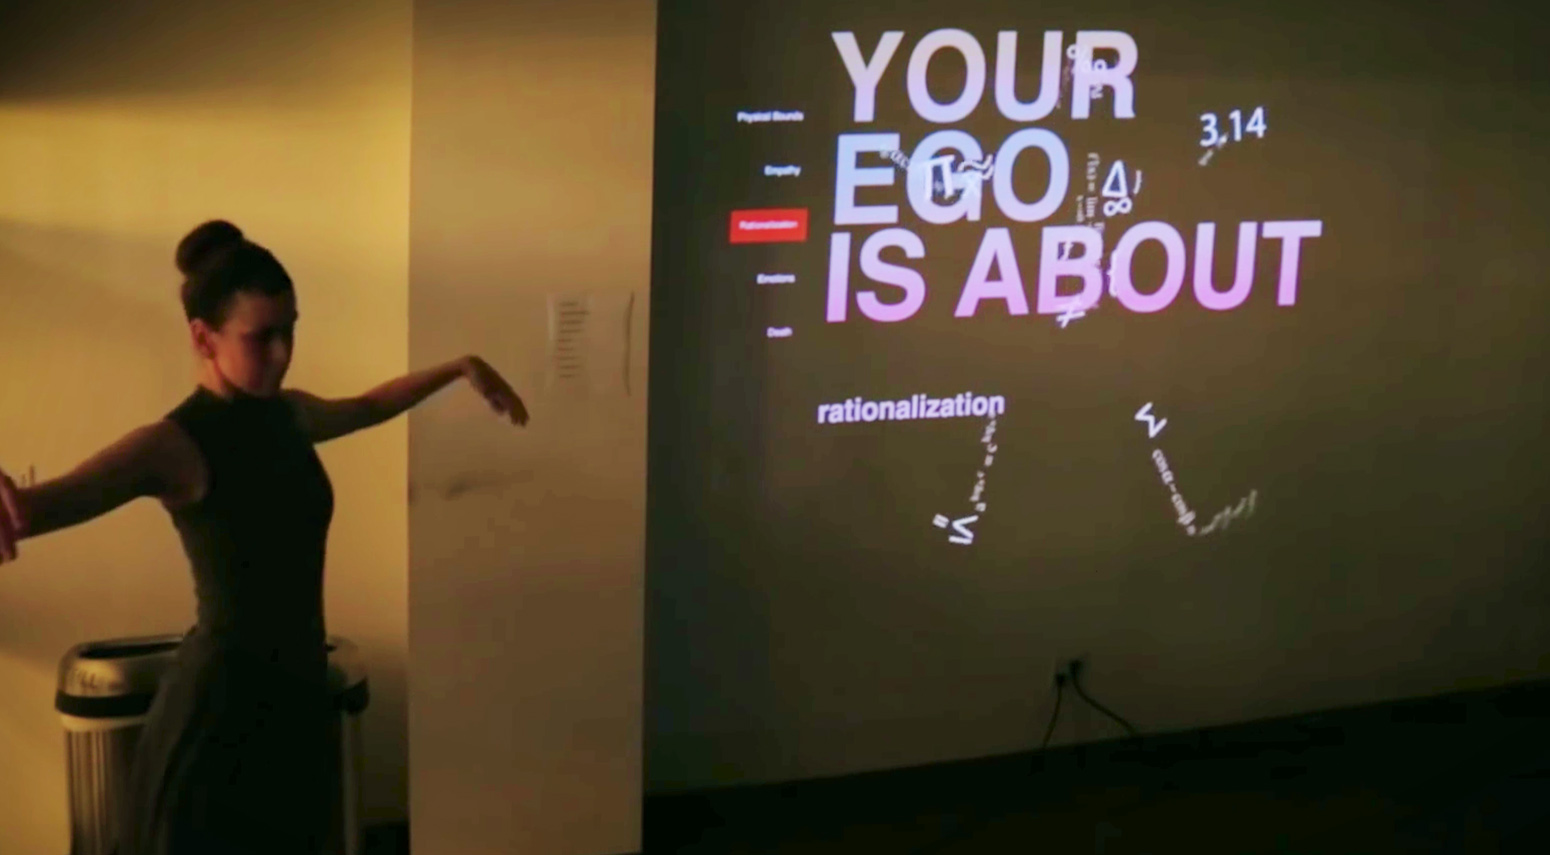 YOUR
EGO
IS ABOUT
Physical Bounds
Empathy
Rationalization
Emotions
Death
3.14
Π
≈
Δ
∞
≠
rationalization
Σ
=
≤